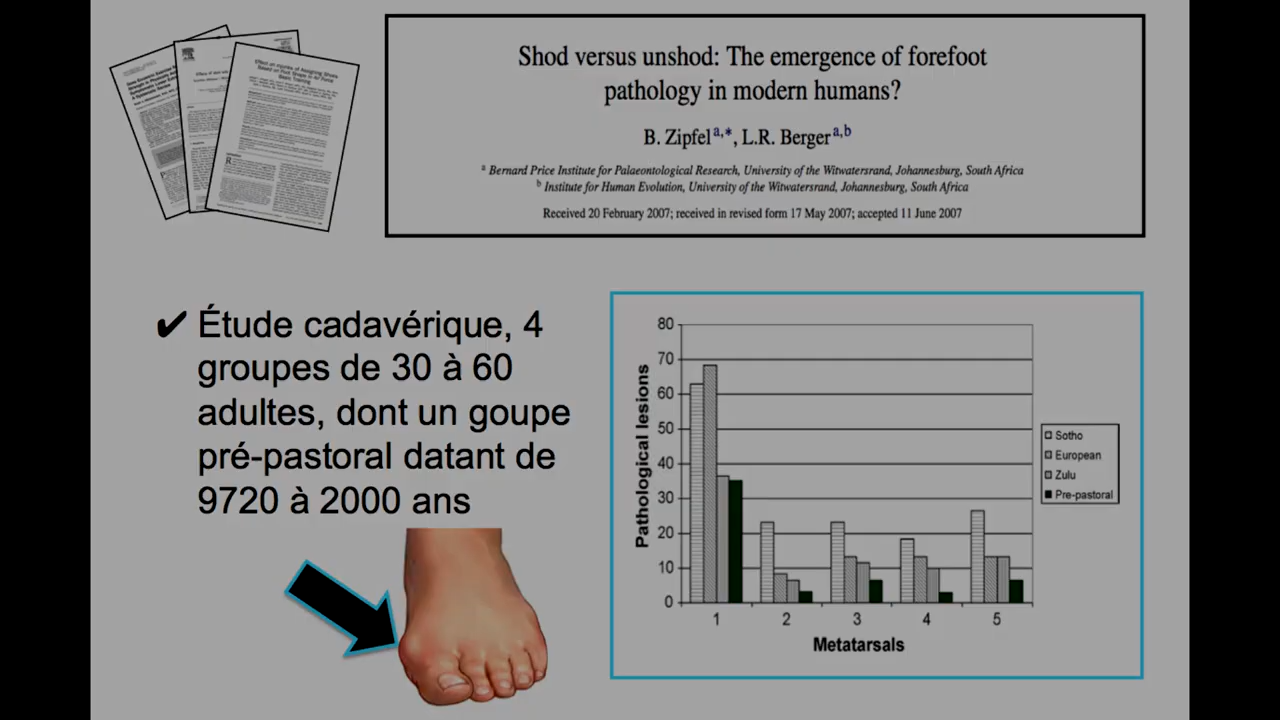 Shod versus unshod: The emergence of forefoot
pathology in modern humans?
B. Zipfel a,*, L.R. Berger a,b
a Bernard Price Institute for Palaeontological Research, University of the Witwatersrand, Johannesburg, South Africa
b Institute for Human Evolution, University of the Witwatersrand, Johannesburg, South Africa
Received 20 February 2007; received in revised form 17 May 2007; accepted 11 June 2007
✔ Étude cadavérique, 4
groupes de 30 à 60
adultes, dont un goupe
pré-pastoral datant de
9720 à 2000 ans
Pathological lesions
80
70
60
50
40
30
20
10
0
1 2 3 4 5
Metatarsals
Sotho
European
Zulu
Pre-pastoral